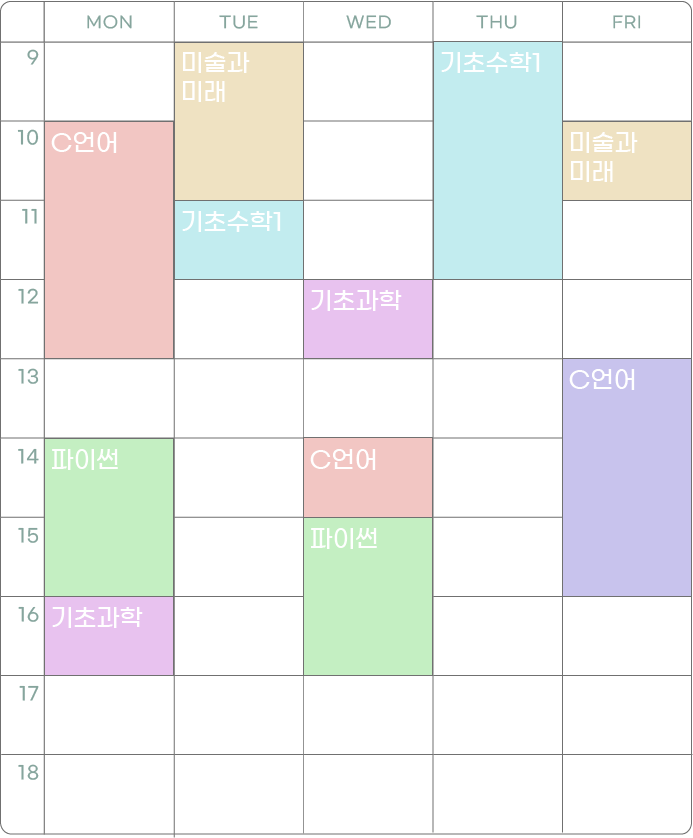 MON TUE WED THU FRI
9
미술과
미래
기초수학1
10
C언어
미술과
미래
11
기초수학1
12
기초과학
13
C언어
14
파이썬
C언어
15
파이썬
16
기초과학
17
18